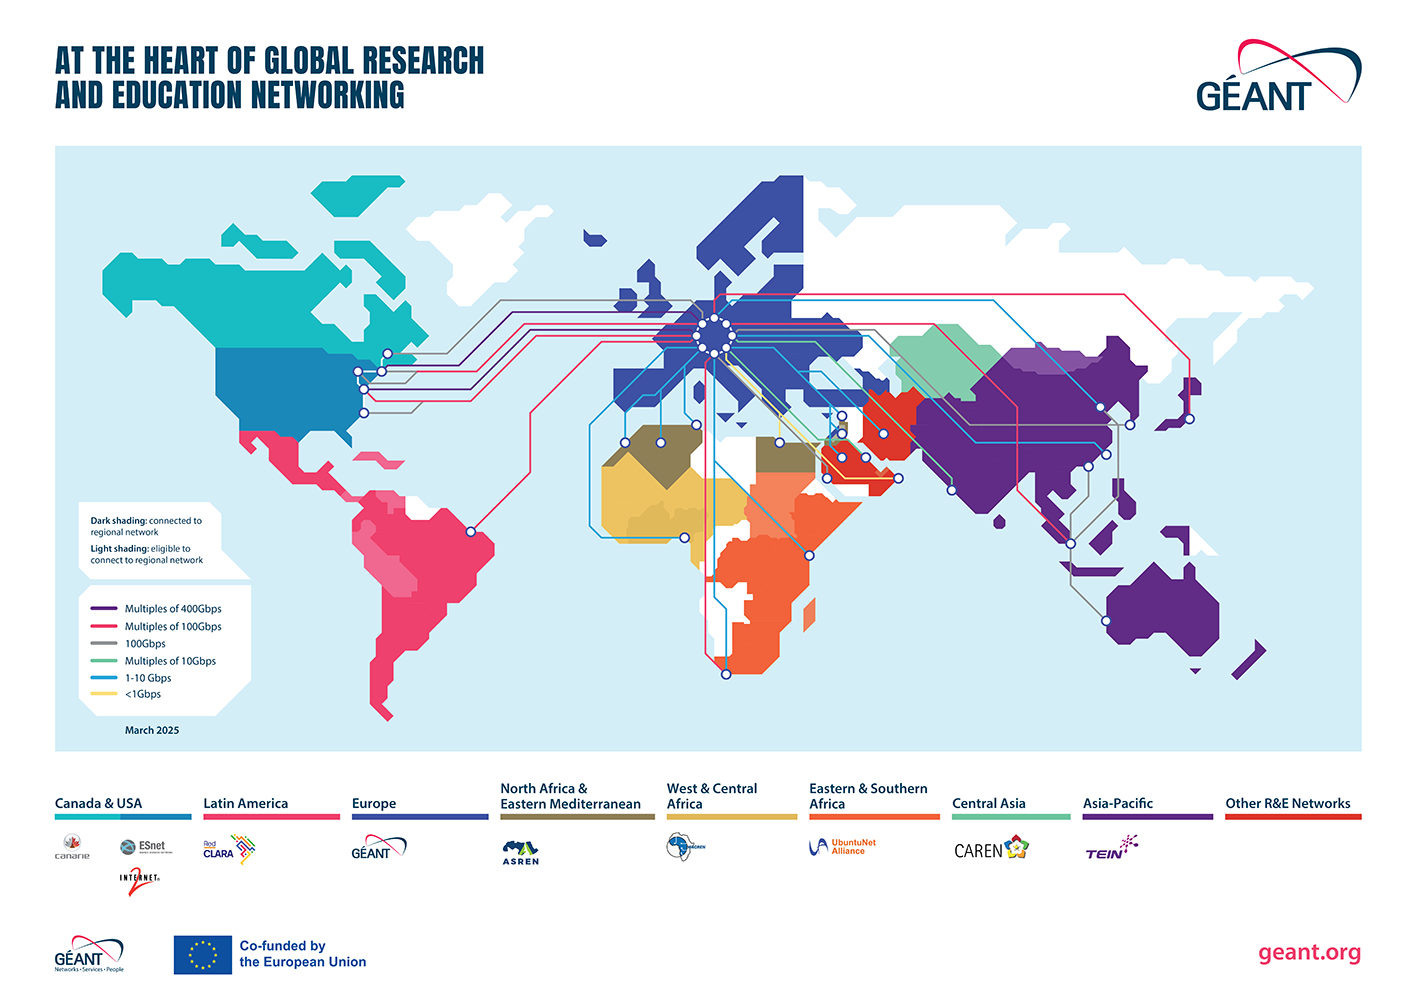 AT THE HEART OF GLOBAL RESEARCH
AND EDUCATION NETWORKING
GÉANT
Dark shading: connected to
regional network
Light shading: eligible to
connect to regional network
Multiples of 400Gbps
Multiples of 100Gbps
100Gbps
Multiples of 10Gbps
1-10 Gbps
<1Gbps
March 2025
Canada & USA
Latin America
Europe
North Africa &
Eastern Mediterranean
West & Central
Africa
Eastern & Southern
Africa
Central Asia
Asia-Pacific
Other R&E Networks
canarie
ESnet
INTERNET
2
Red
CLARA
GÉANT
ASREN
UbuntuNet
Alliance
CAREN
TEIN
GÉANT
Networks • Services • People
Co-funded by
the European Union
geant.org